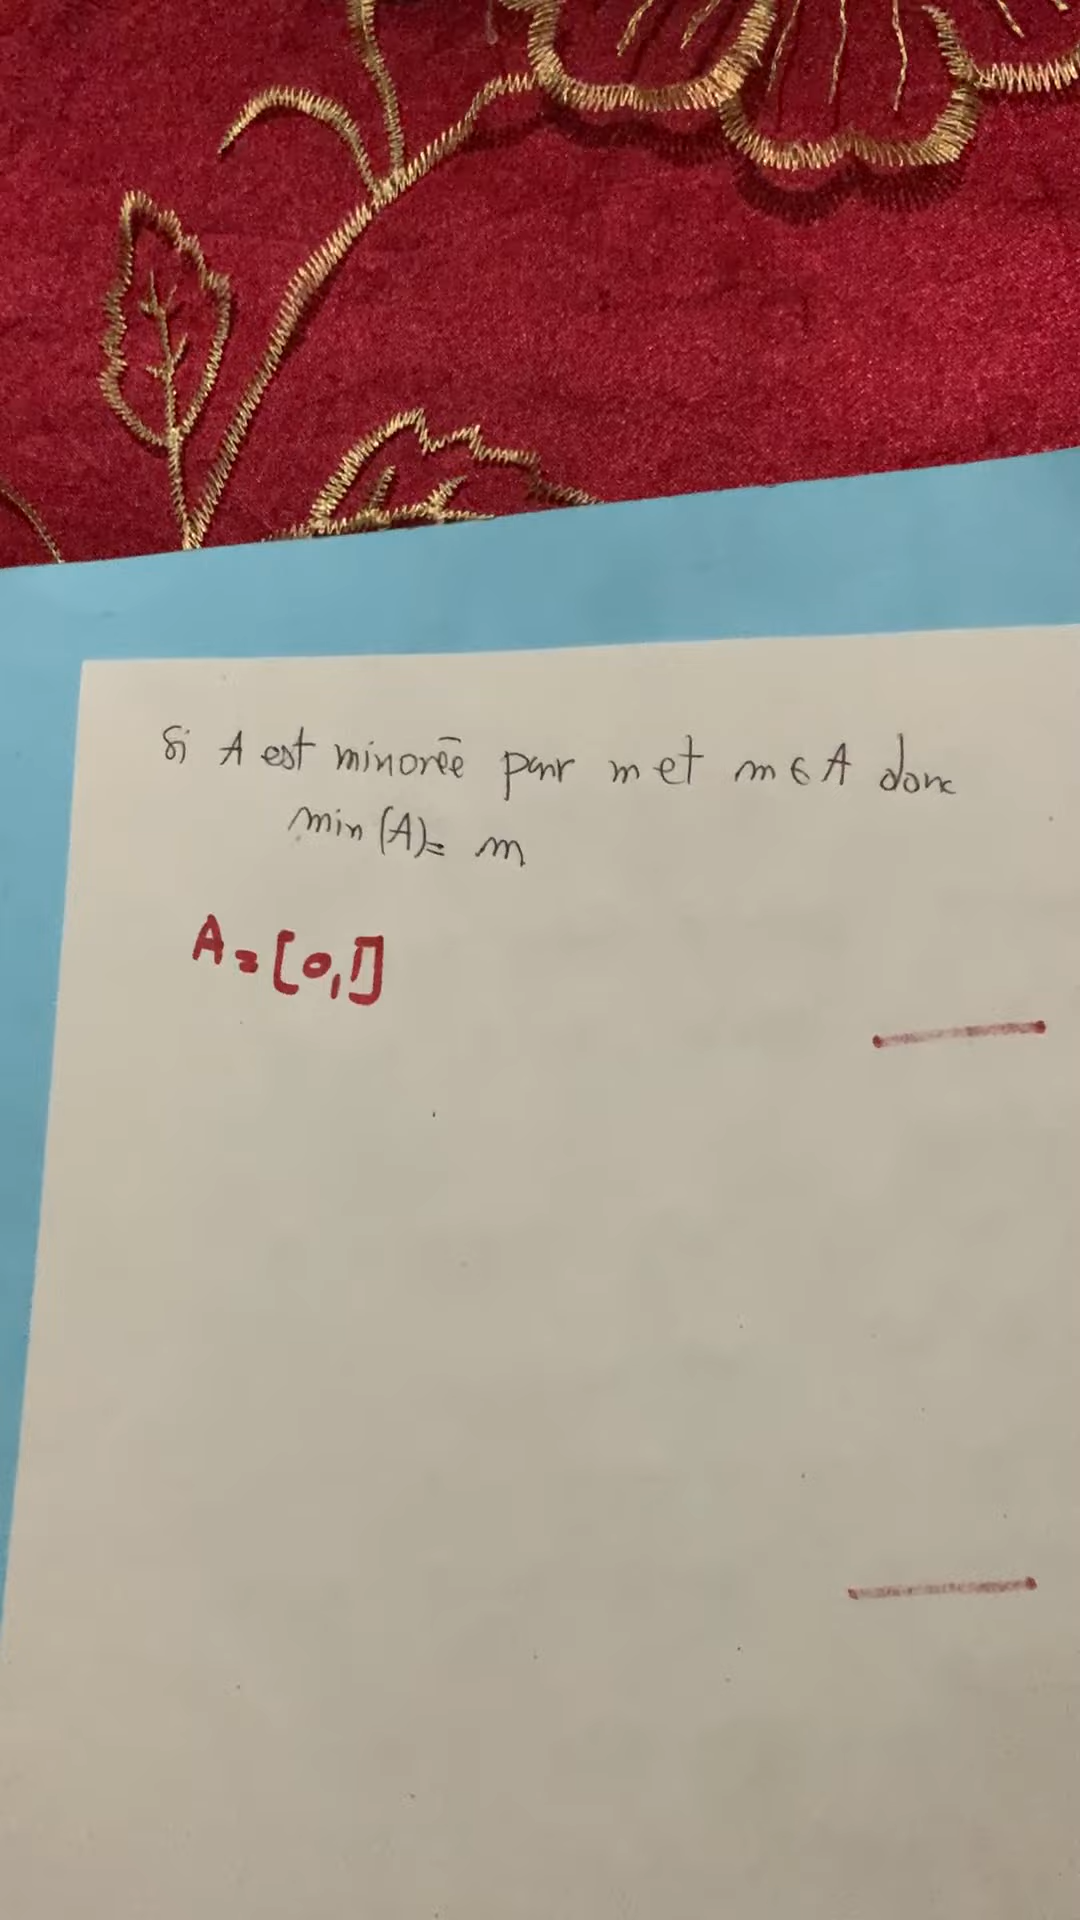 Si A est minorée par m et m ∈ A donc
min (A) = m
A = [0,1]